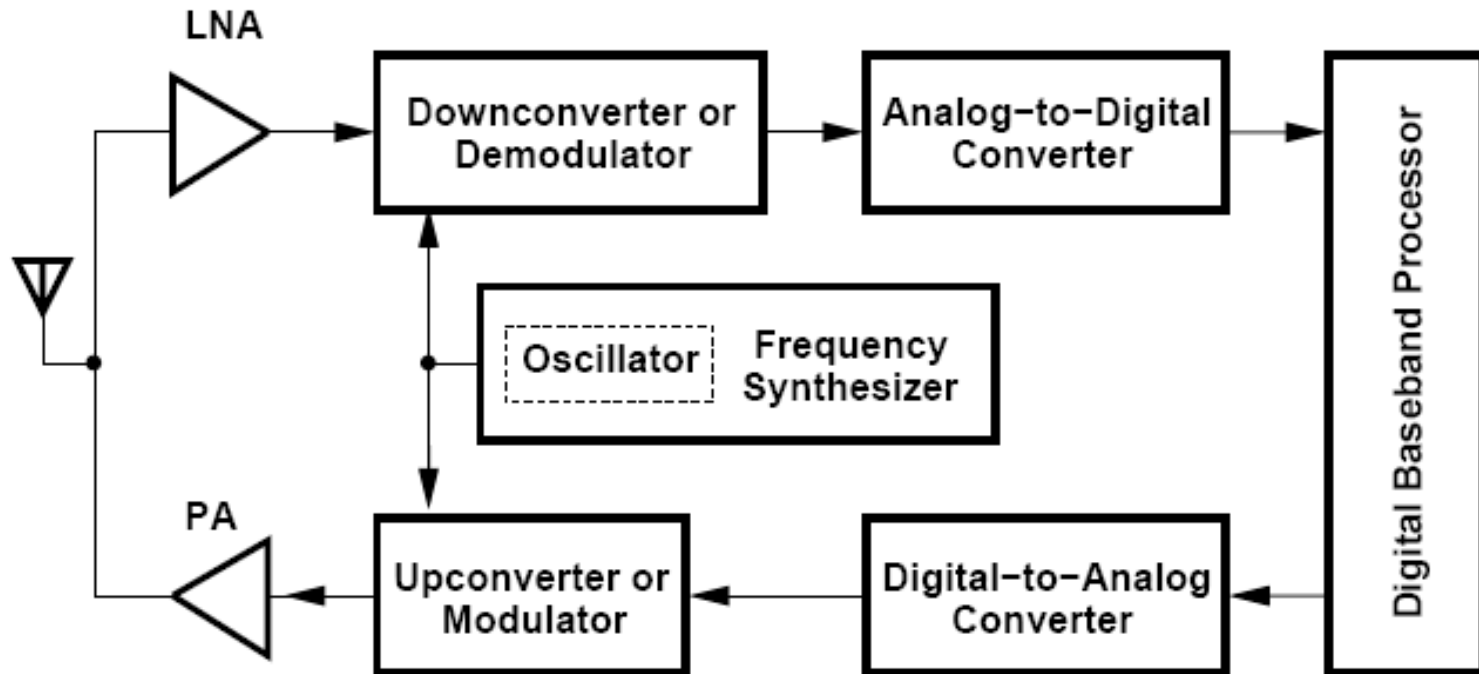 LNA
Downconverter or
Demodulator
Analog−to−Digital
Converter
Digital Baseband Processor
Oscillator
Frequency
Synthesizer
PA
Upconverter or
Modulator
Digital−to−Analog
Converter